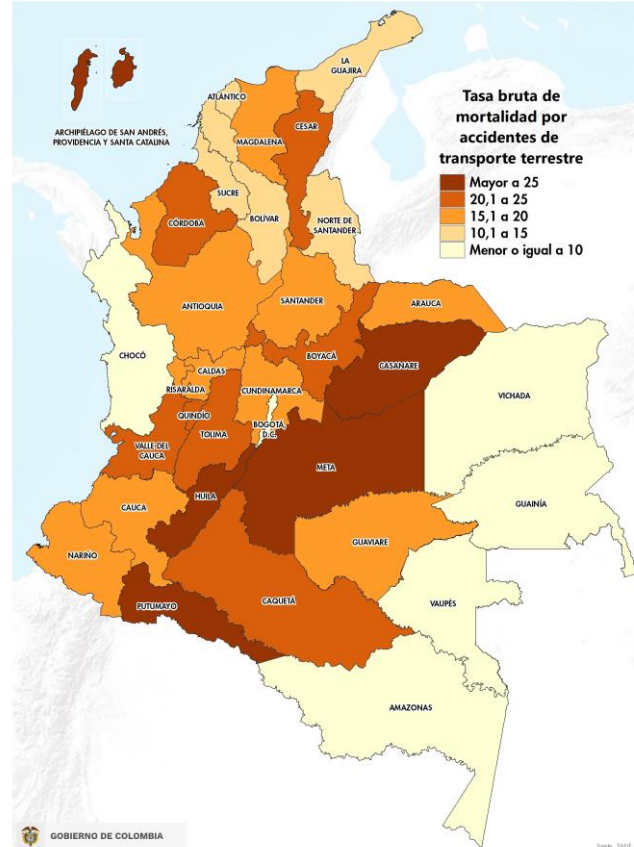 LA
GUAJIRA
ATLÁNTICO
ARCHIPIÉLAGO DE SAN ANDRÉS,
PROVIDENCIA Y SANTA CATALINA
MAGDALENA
CESAR
Tasa bruta de
mortalidad por
accidentes de
transporte terrestre
Mayor a 25
20,1 a 25
15,1 a 20
10,1 a 15
Menor o igual a 10
SUCRE
CÓRDOBA
BOLÍVAR
NORTE DE
SANTANDER
ANTIOQUIA
SANTANDER
ARAUCA
CHOCÓ
BOYACÁ
CASANARE
CALDAS
RISARALDA
CUNDINAMARCA
VICHADA
QUINDÍO
BOGOTÁ
D.C.
TOLIMA
VALLE DEL
CAUCA
META
HUILA
GUAINÍA
CAUCA
GUAVIARE
NARIÑO
PUTUMAYO
CAQUETÁ
VAUPÉS
AMAZONAS
GOBIERNO DE COLOMBIA